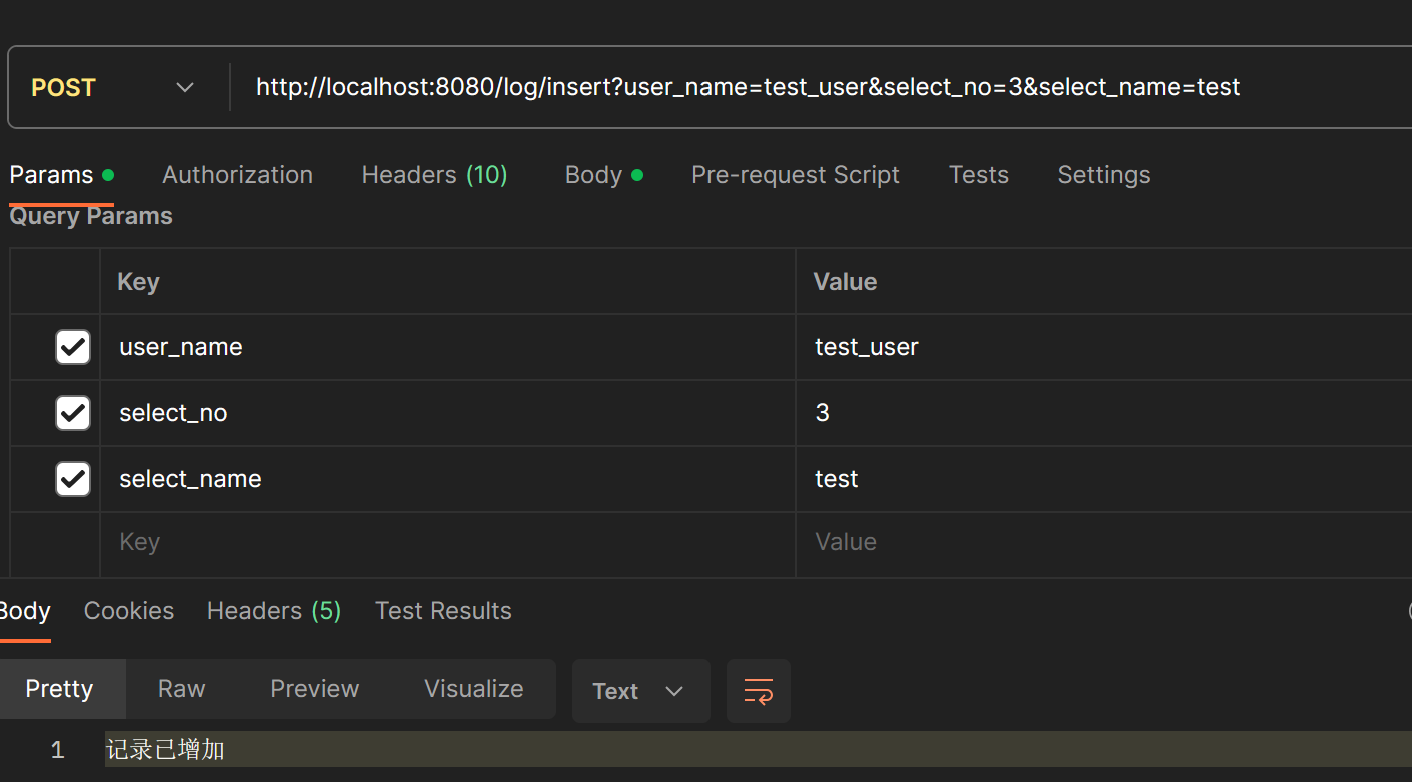 POST http://localhost:8080/log/insert?user_name=test_user&select_no=3&select_name=test
Params Authorization Headers (10) Body Pre-request Script Tests Settings
Query Params
Key Value
user_name test_user
select_no 3
select_name test
Key Value
Body Cookies Headers (5) Test Results
Pretty Raw Preview Visualize Text
1 记录已增加